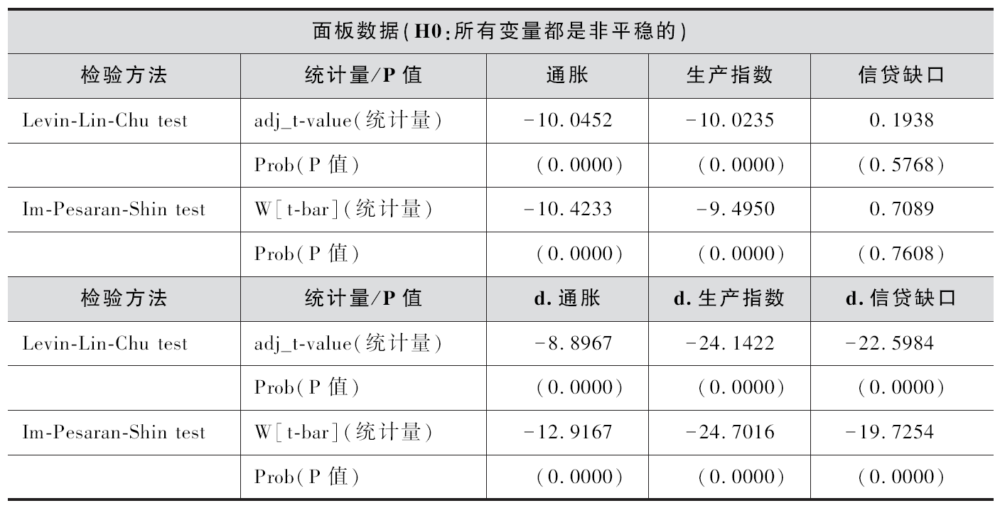 面板数据(H0:所有变量都是非平稳的)
检验方法 统计量/P 值 通胀 生产指数 信贷缺口
Levin-Lin-Chu test adj_t-value(统计量) -10.0452 -10.0235 0.1938
Prob(P 值) (0.0000) (0.0000) (0.5768)
Im-Pesaran-Shin test W[t-bar](统计量) -10.4233 -9.4950 0.7089
Prob(P 值) (0.0000) (0.0000) (0.7608)
检验方法 统计量/P 值 d.通胀 d.生产指数 d.信贷缺口
Levin-Lin-Chu test adj_t-value(统计量) -8.8967 -24.1422 -22.5984
Prob(P 值) (0.0000) (0.0000) (0.0000)
Im-Pesaran-Shin test W[t-bar](统计量) -12.9167 -24.7016 -19.7254
Prob(P 值) (0.0000) (0.0000) (0.0000)